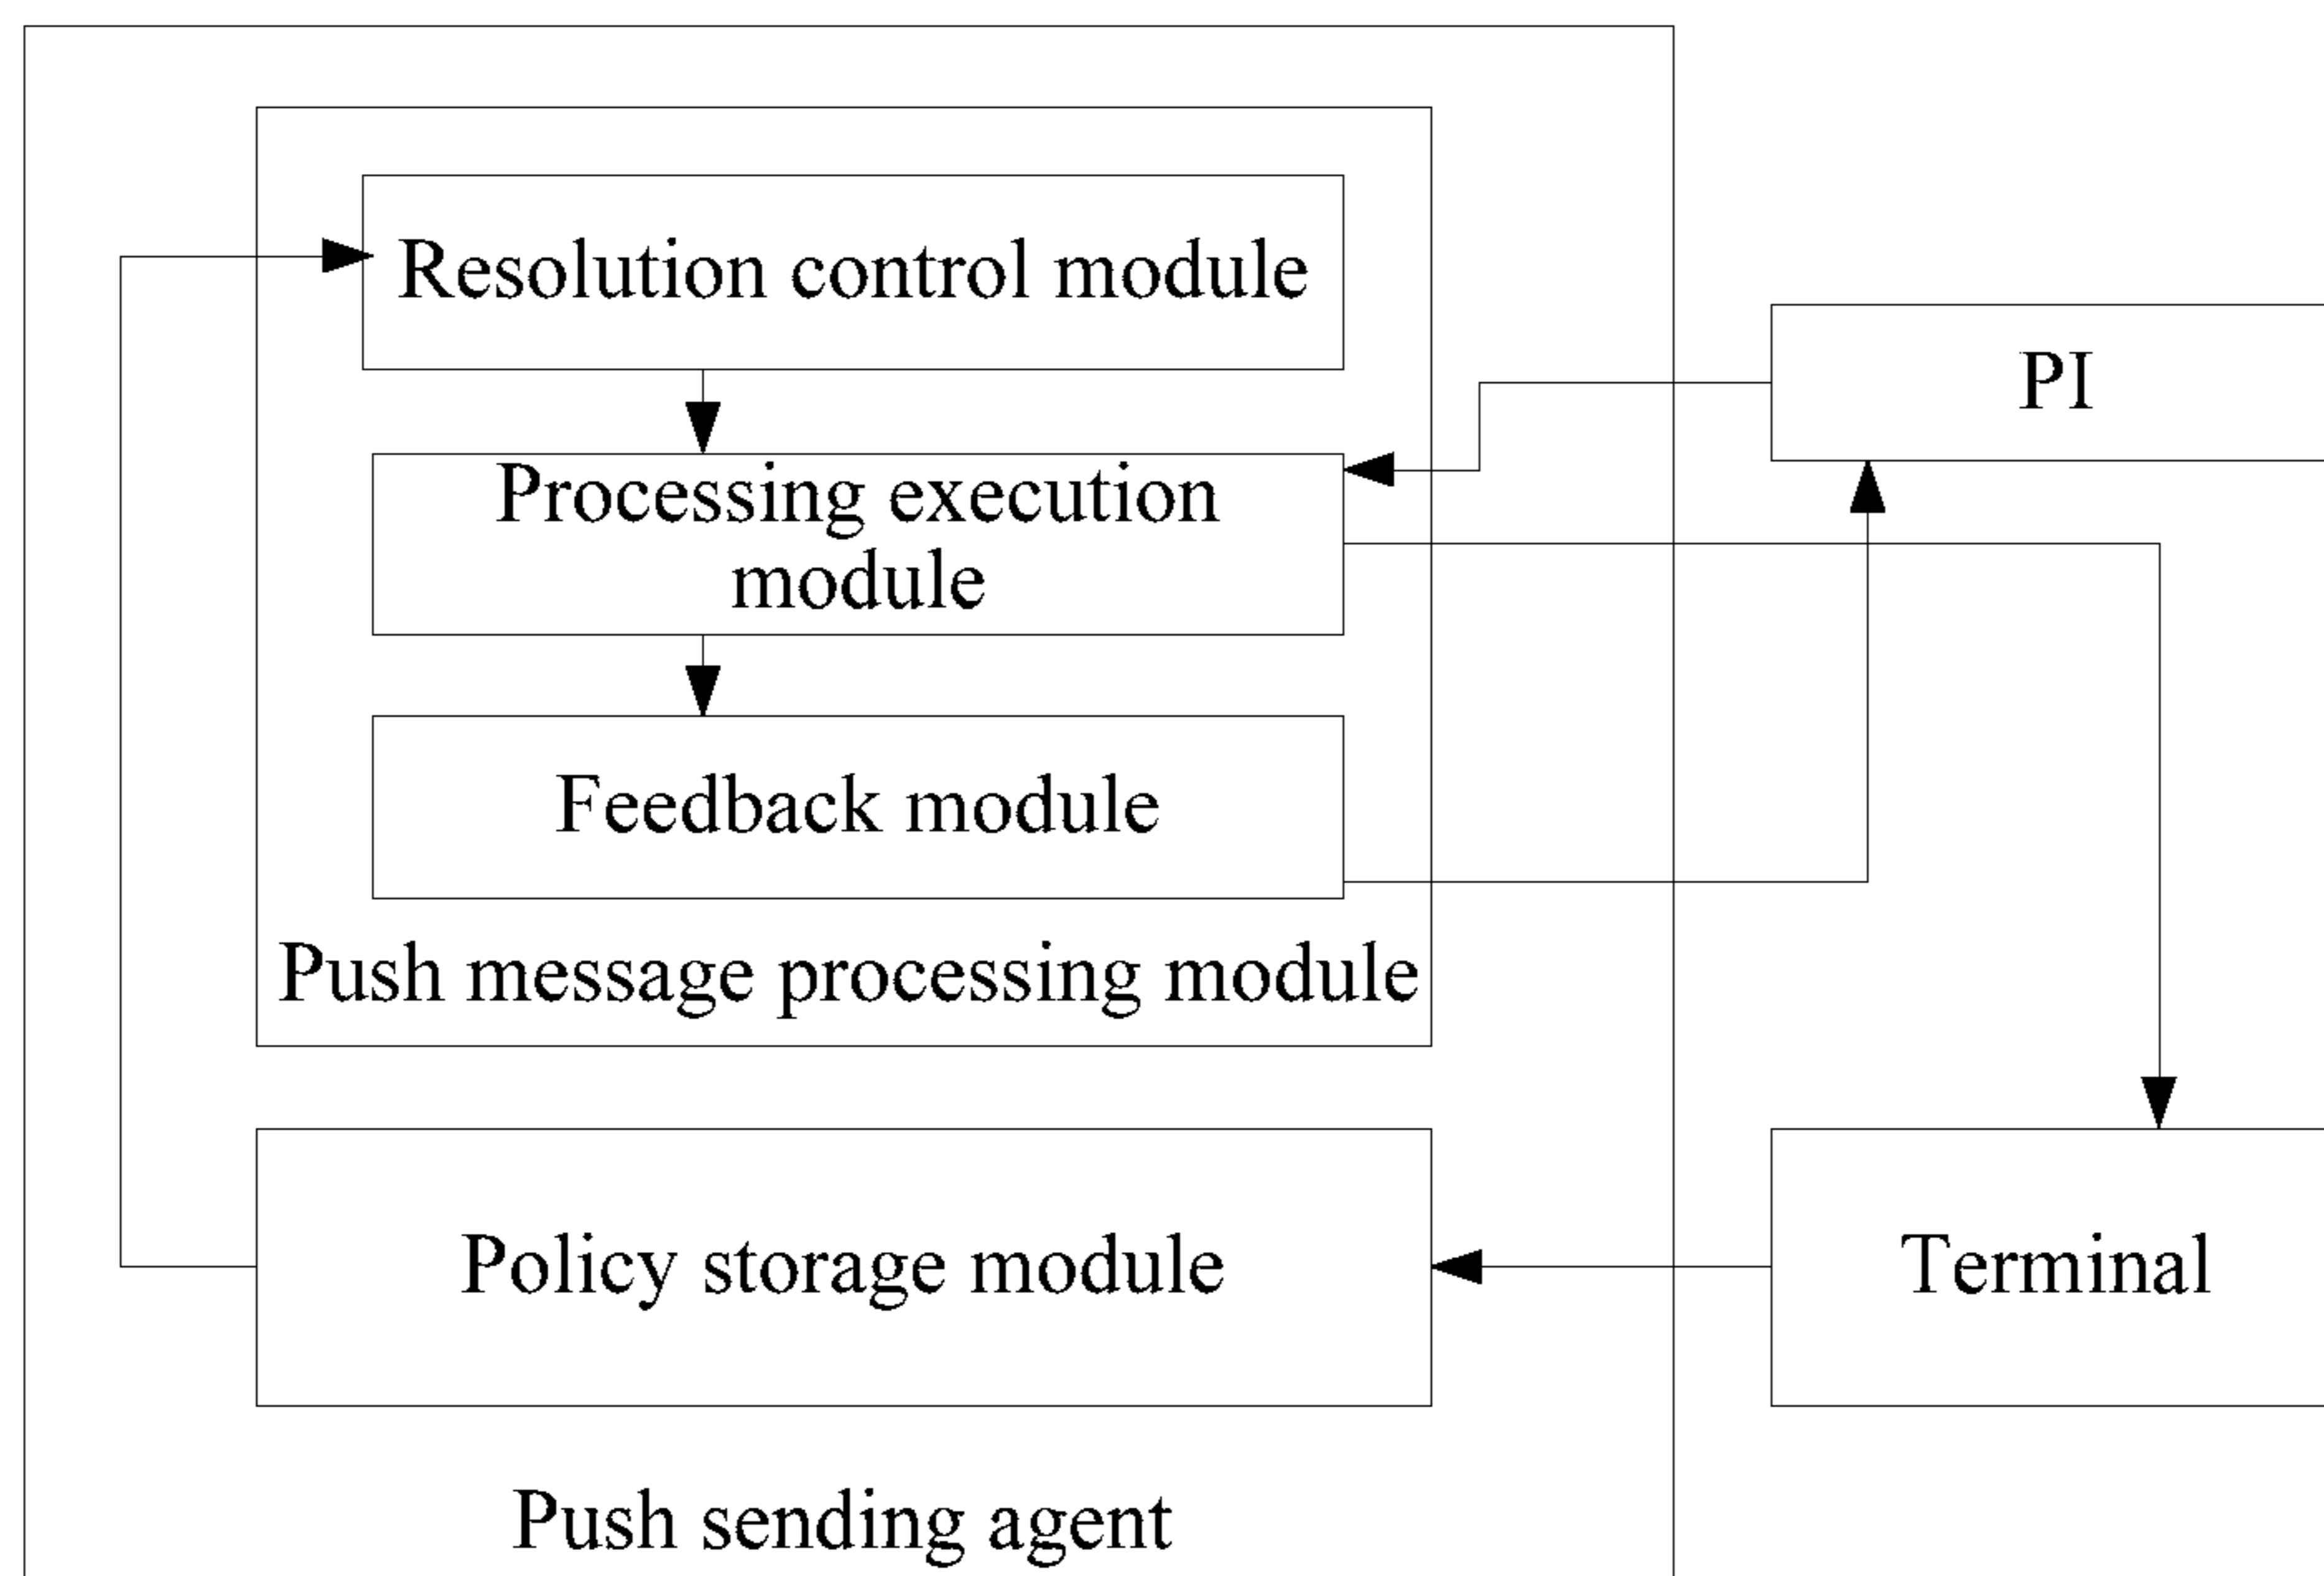 Resolution control module
PI
Processing execution
module
Feedback module
Push message processing module
Policy storage module
Terminal
Push sending agent